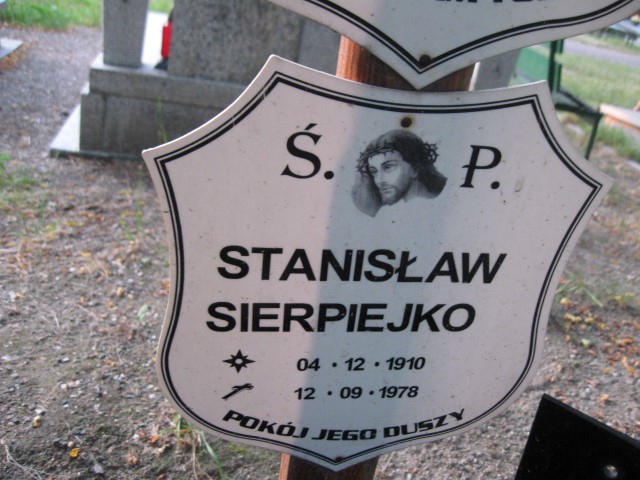 Ś. P.
STANISŁAW
SIERPIEJKO
04 · 12 · 1910
12 · 09 · 1978
POKÓJ JEGO DUSZY